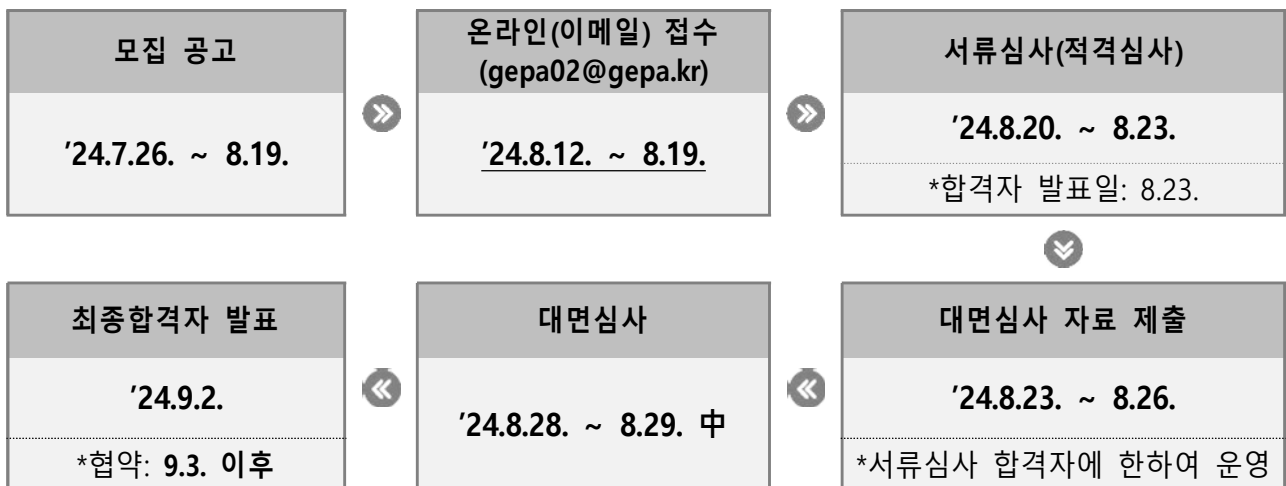 모집 공고
'24.7.26. ~ 8.19.
온라인(이메일) 접수
(gepa02@gepa.kr)
'24.8.12. ~ 8.19.
서류심사(적격심사)
'24.8.20. ~ 8.23.
*합격자 발표일: 8.23.
대면심사 자료 제출
'24.8.23. ~ 8.26.
*서류심사 합격자에 한하여 운영
대면심사
'24.8.28. ~ 8.29. 中
최종합격자 발표
'24.9.2.
*협약: 9.3. 이후